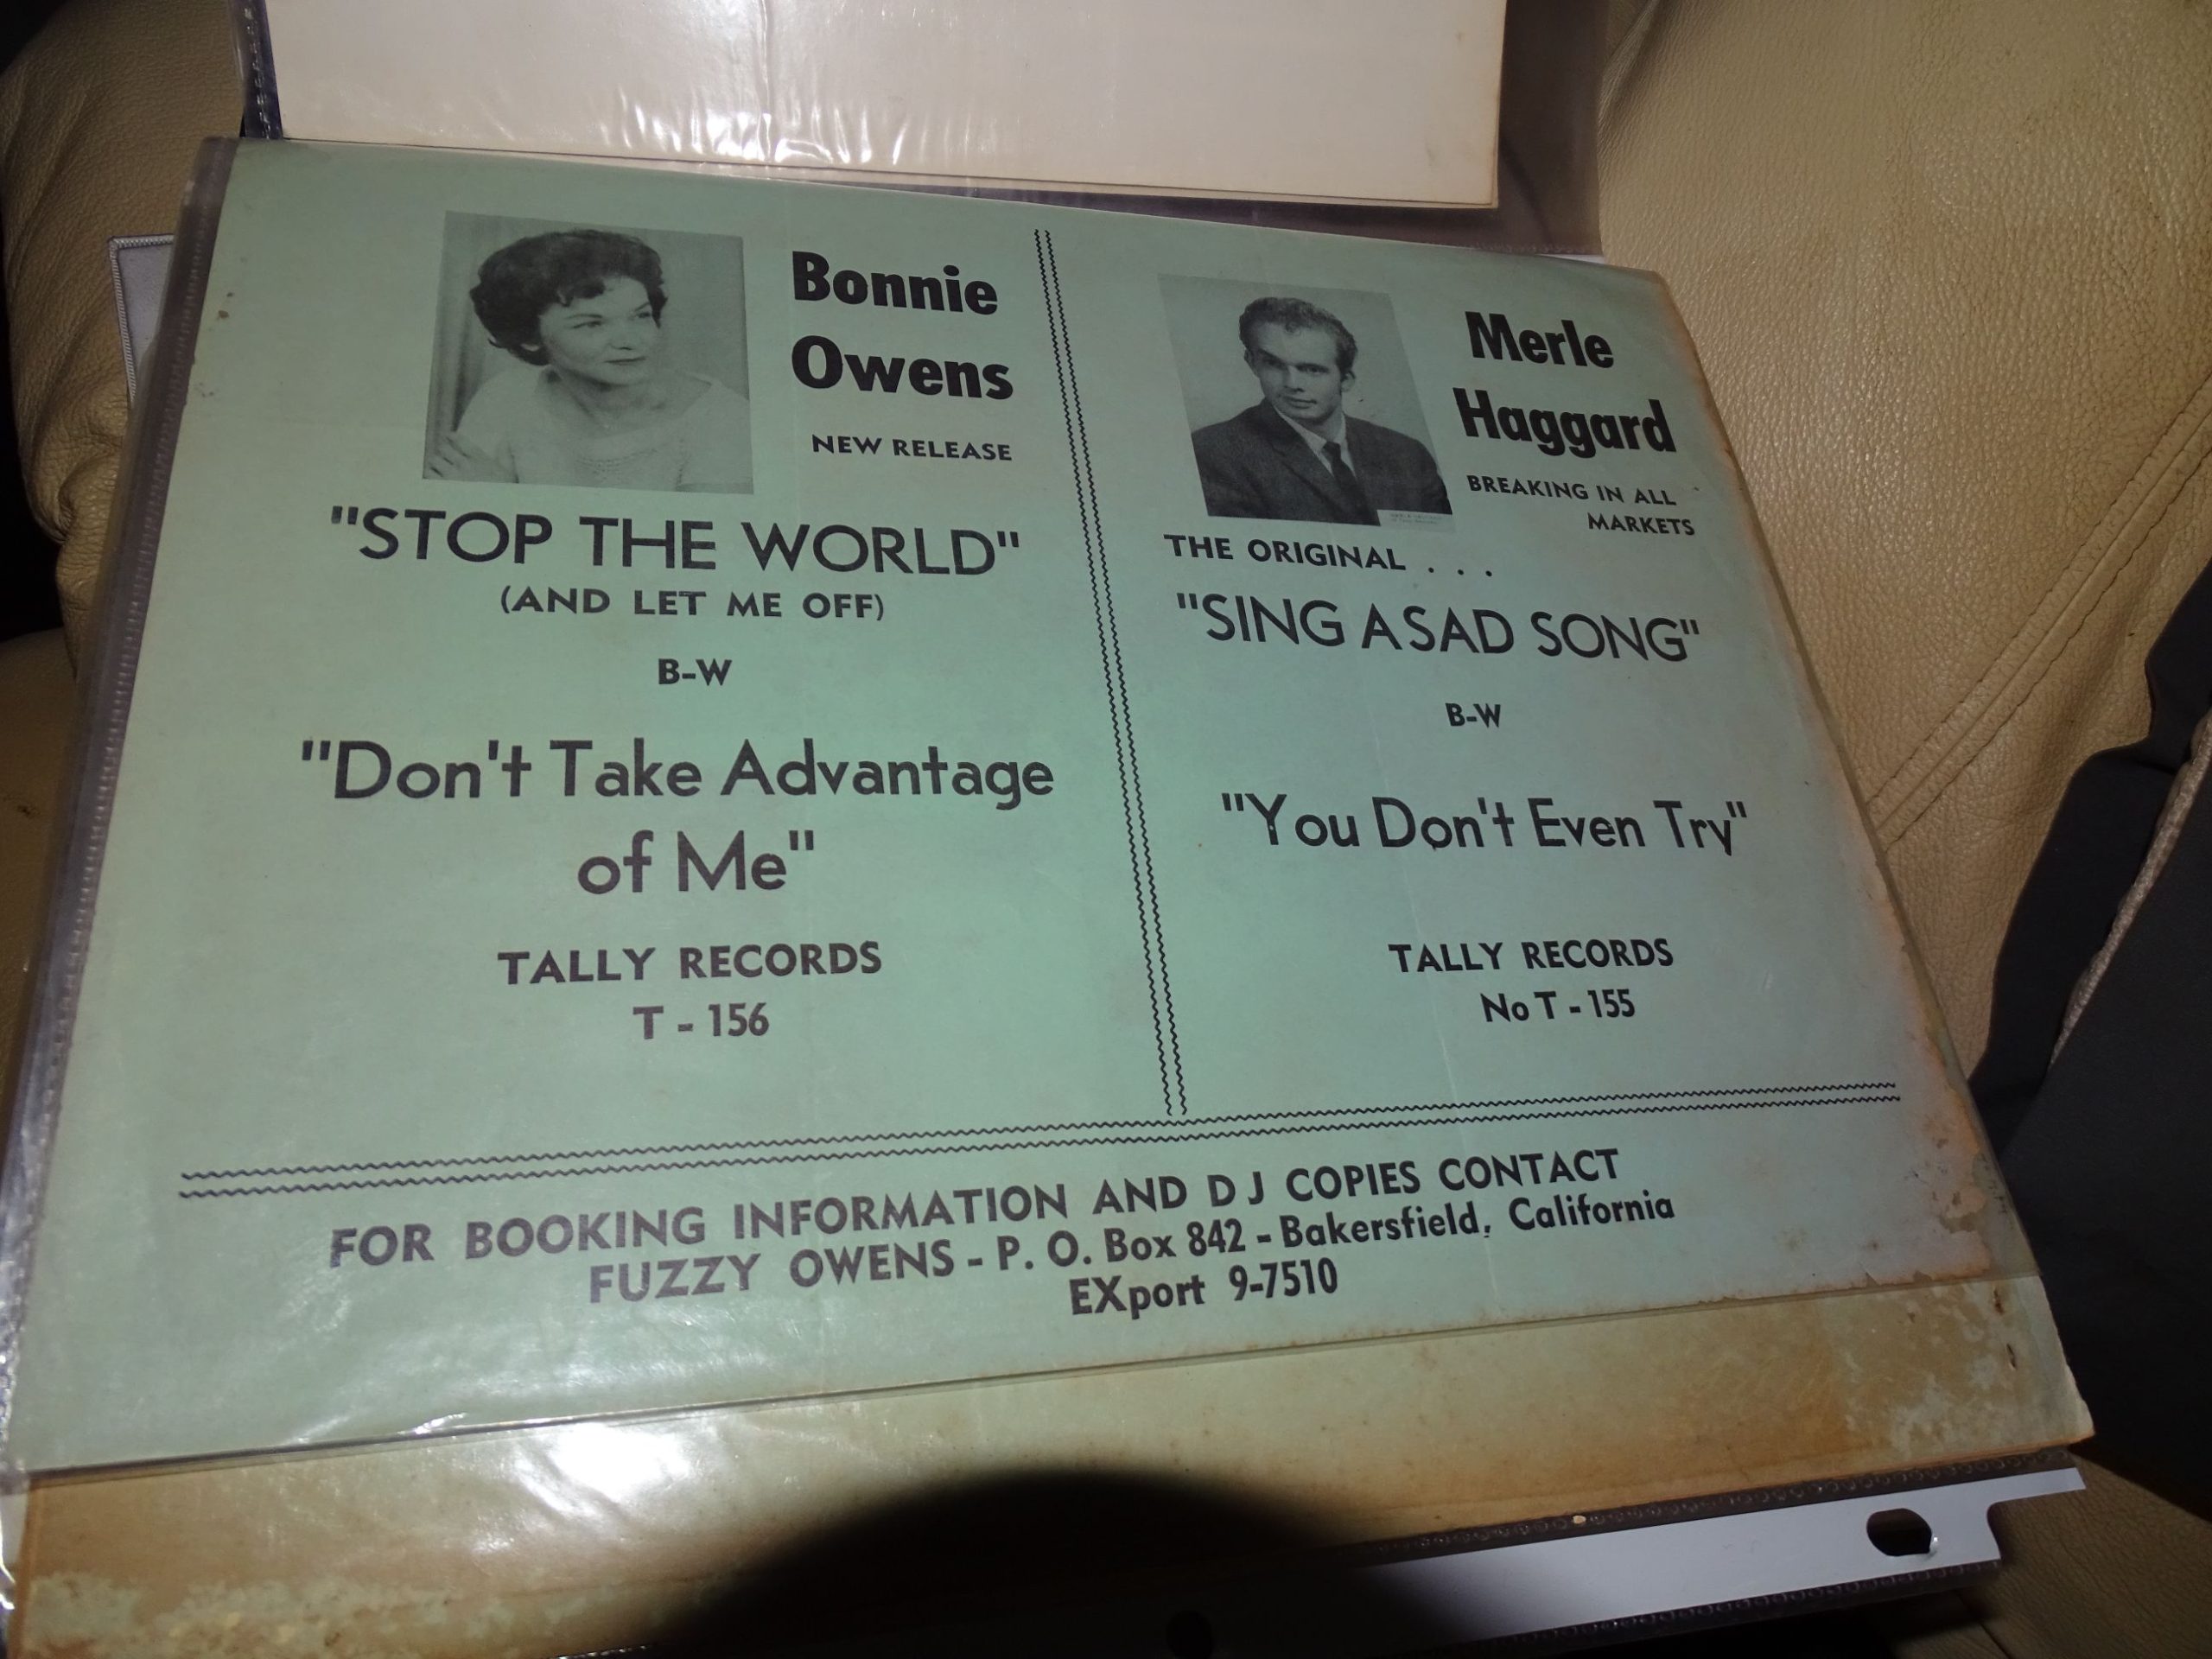 Bonnie
Owens
NEW RELEASE
"STOP THE WORLD"
(AND LET ME OFF)
B-W
"Don't Take Advantage
of Me"
TALLY RECORDS
T - 156
Merle
Haggard
BREAKING IN ALL
MARKETS
THE ORIGINAL . . .
"SING A SAD SONG"
B-W
"You Don't Even Try"
TALLY RECORDS
No T - 155
FOR BOOKING INFORMATION AND D J COPIES CONTACT
FUZZY OWENS - P. O. Box 842 - Bakersfield, California
EXport 9-7510